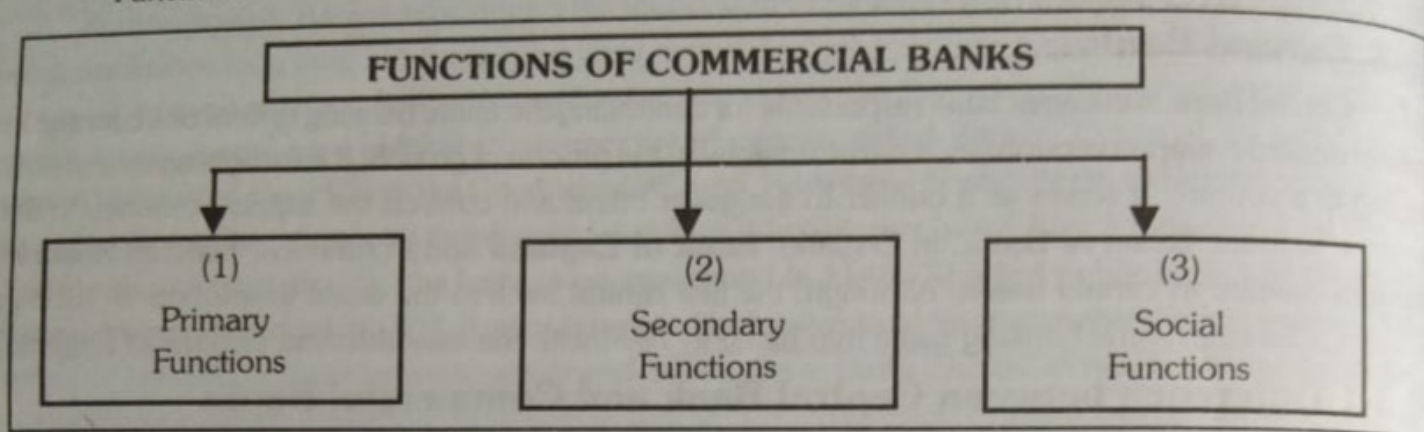 FUNCTIONS OF COMMERCIAL BANKS
(1)
Primary
Functions
(2)
Secondary
Functions
(3)
Social
Functions